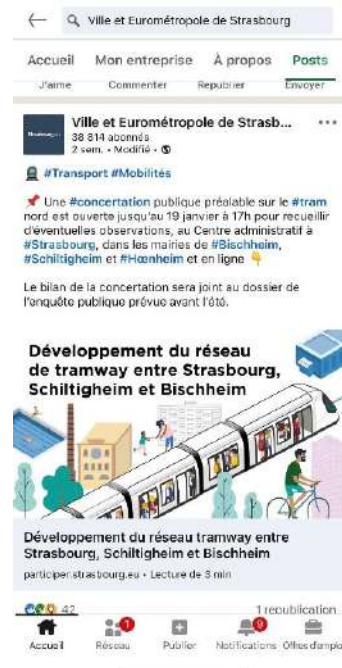 Ville et Eurométropole de Strasbourg
Accueil Mon entreprise À propos Posts
J'aime Commenter Republier Envoyer
Ville et Eurométropole de Strasb...
38 814 abonnés
2 sem. • Modifié •
#Transport #Mobilités
Une #concertation publique préalable sur le #tram
nord est ouverte jusqu'au 19 janvier à 17h pour recueillir
d'éventuelles observations, au Centre administratif à
#Strasbourg, dans les mairies de #Bischheim,
#Schiltigheim et #Hœnheim et en ligne
Le bilan de la concertation sera joint au dossier de
l'enquête publique prévue avant l'été.
Développement du réseau
de tramway entre Strasbourg,
Schiltigheim et Bischheim
Développement du réseau tramway entre
Strasbourg, Schiltigheim et Bischheim
participer.strasbourg.eu • Lecture de 3 min
42 1 republication
1 9
Accueil Réseau Publier Notifications Offres d'emploi